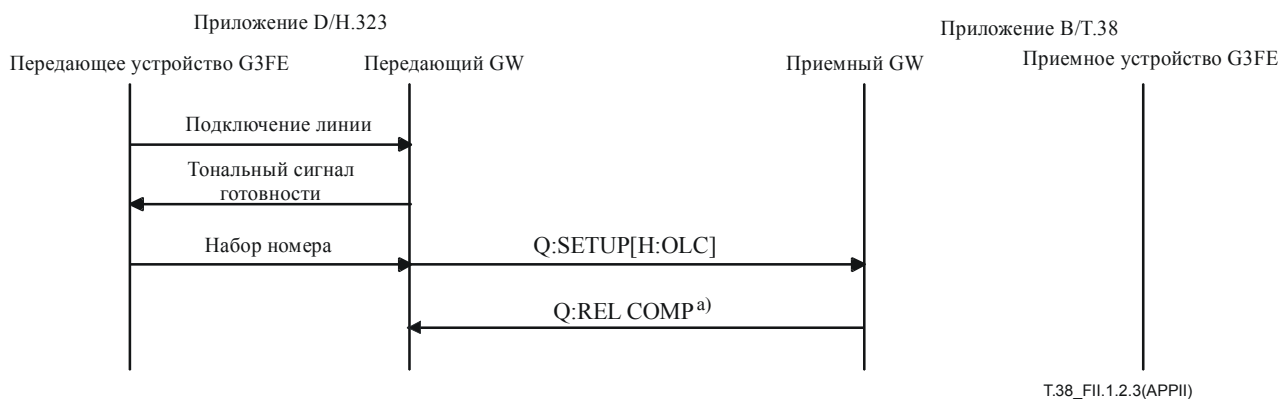 Приложение D/H.323
Приложение B/T.38
Передающее устройство G3FE
Передающий GW
Приемный GW
Приемное устройство G3FE
Подключение линии
Тональный сигнал
готовности
Набор номера
Q:SETUP[H:OLC]
Q:REL COMP a)
T.38_FII.1.2.3(APPII)